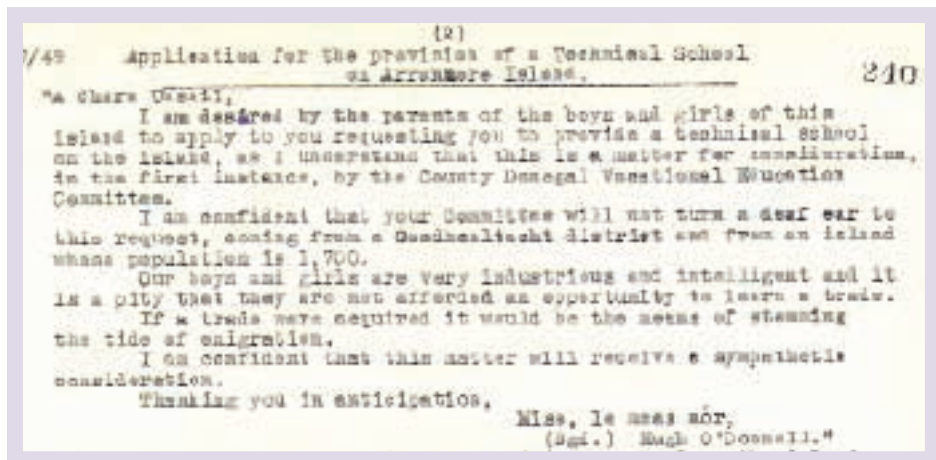 (2)
/49 Application for the provision of a Technical School
on Arranmore Island. 240
"A Chara Uasail,
I am desired by the parents of the boys and girls of this
island to apply to you requesting you to provide a technical school
on the island, as I understand that this is a matter for consideration,
in the first instance, by the County Donegal Vocational Education
Committee.
I am confident that your Committee will not turn a deaf ear to
this request, coming from a Gaedhealtacht district and from an island
whose population is 1,700.
Our boys and girls are very industrious and intelligent and it
is a pity that they are not afforded an opportunity to learn a trade.
If a trade were acquired it would be the means of stemming
the tide of emigration.
I am confident that this matter will receive a sympathetic
consideration.
Thanking you in anticipation,
Mise, le meas mór,
(Sgd.) Hugh O'Donnell."